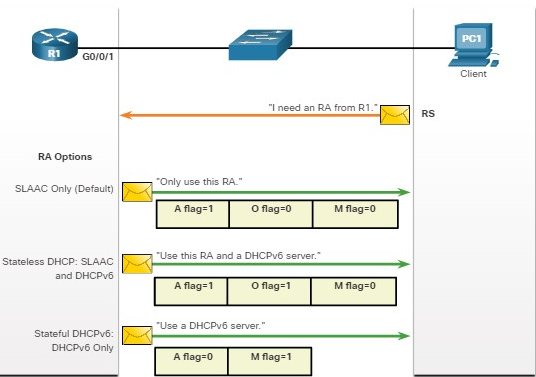 R1
G0/0/1
PC1
Client
"I need an RA from R1."
RS
RA Options
SLAAC Only (Default)
"Only use this RA."
A flag=1 O flag=0 M flag=0
Stateless DHCP: SLAAC
and DHCPv6
"Use this RA and a DHCPv6 server."
A flag=1 O flag=1 M flag=0
Stateful DHCPv6:
DHCPv6 Only
"Use a DHCPv6 server."
A flag=0 M flag=1